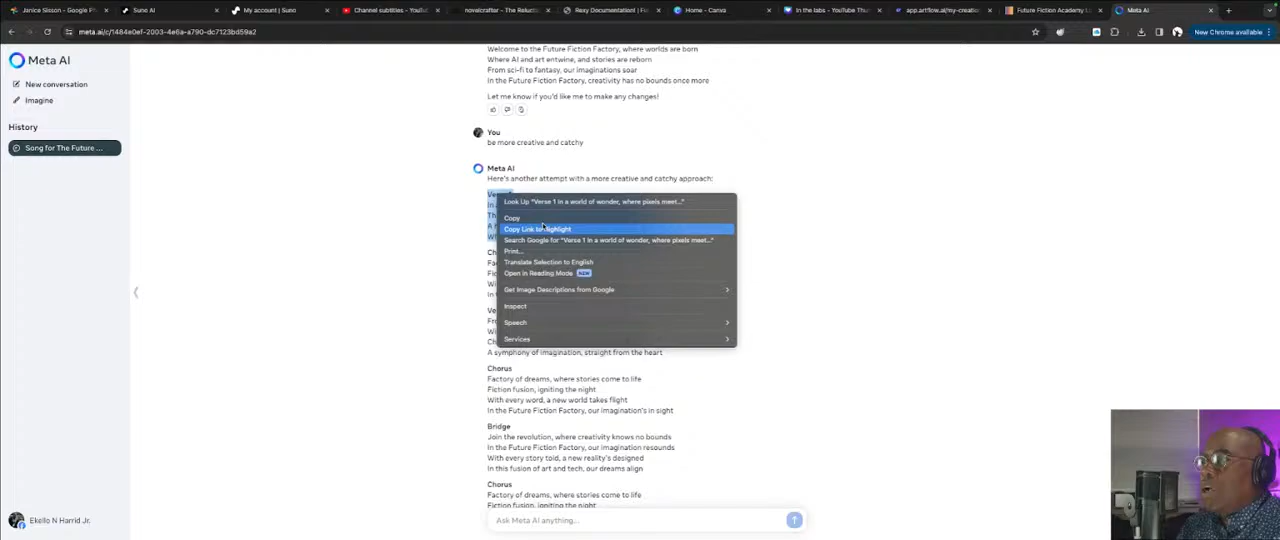 Janice Sisson - Google Ph
Suno AI
My account | Suno
Channel subtitles - YouTu
novelcrafter - The Reluct
Rexy Documentation! | Fo
Home - Canva
In the labs - YouTube Thu
app.artflow.ai/my-creatio
Future Fiction Academy L
Meta AI
meta.ai/c/1484e0ef-2003-4e6a-a790-dc7123bd59a2
New Chrome available
Meta AI
New conversation
Imagine
History
Song for The Future ...
Ekello N Harrid Jr.
Welcome to the Future Fiction Factory, where worlds are born
Where AI and art entwine, and stories are reborn
From sci-fi to fantasy, our imaginations soar
In the Future Fiction Factory, creativity has no bounds once more
Let me know if you'd like me to make any changes!
You
be more creative and catchy
Meta AI
Here's another attempt with a more creative and catchy approach:
Look Up "Verse 1 in a world of wonder, where pixels meet..."
Copy
Copy Link to Highlight
Search Google for "Verse 1 in a world of wonder, where pixels meet..."
Print...
Translate Selection to English
Open in Reading Mode NEW
Get Image Descriptions from Google
Inspect
Speech
Services
A symphony of imagination, straight from the heart
Chorus
Factory of dreams, where stories come to life
Fiction fusion, igniting the night
With every word, a new world takes flight
In the Future Fiction Factory, our imagination's in sight
Bridge
Join the revolution, where creativity knows no bounds
In the Future Fiction Factory, our imagination resounds
With every story told, a new reality's designed
In this fusion of art and tech, our dreams align
Chorus
Factory of dreams, where stories come to life
Fiction fusion, igniting the night
Ask Meta AI anything...